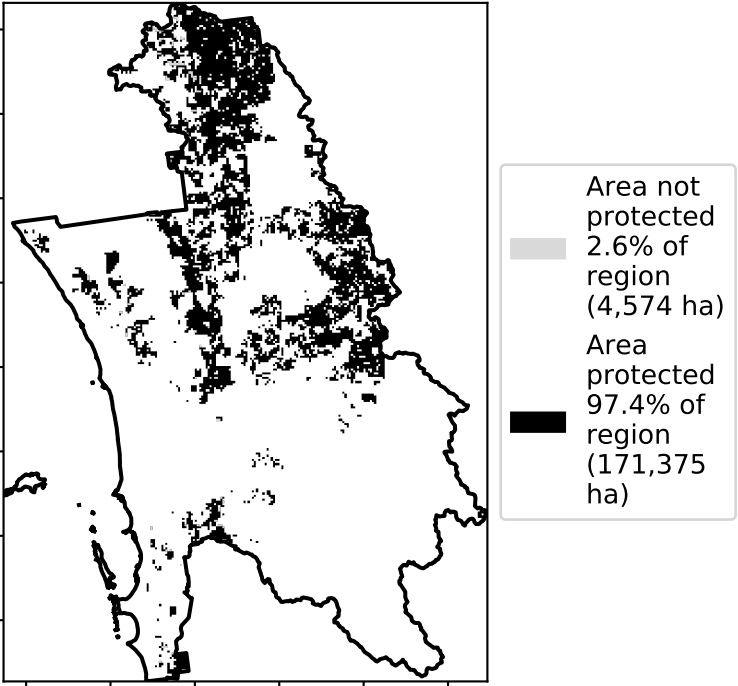 Area not
protected
2.6% of
region
(4,574 ha)
Area
protected
97.4% of
region
(171,375
ha)